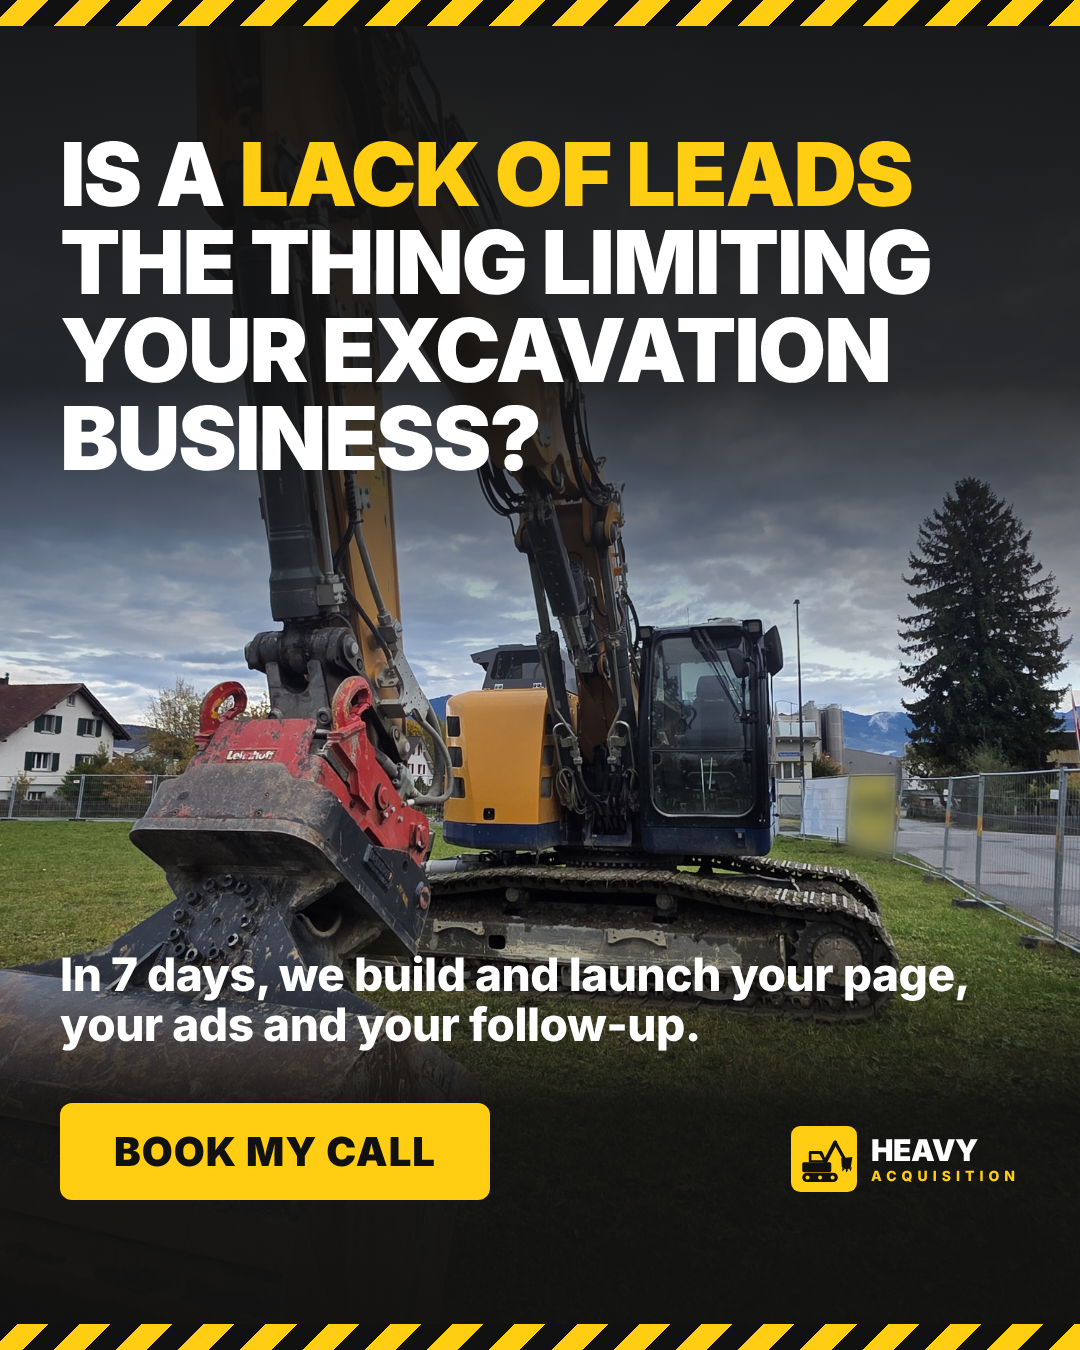 IS A LACK OF LEADS
THE THING LIMITING
YOUR EXCAVATION
BUSINESS?
Lehnhoff
In 7 days, we build and launch your page,
your ads and your follow-up.
BOOK MY CALL
HEAVY
ACQUISITION